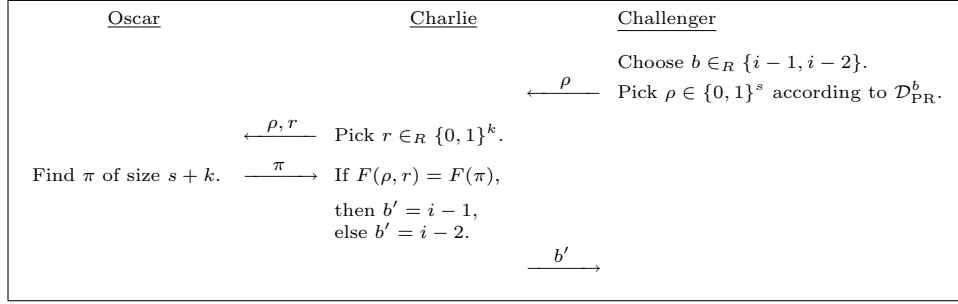 Oscar Charlie Challenger
Choose b ∈_R {i − 1, i − 2}.
ρ Pick ρ ∈ {0, 1}^s according to 𝒟_PR^b.
ρ, r Pick r ∈_R {0, 1}^k.
Find π of size s + k. π If F(ρ, r) = F(π),
then b′ = i − 1,
else b′ = i − 2.
b′